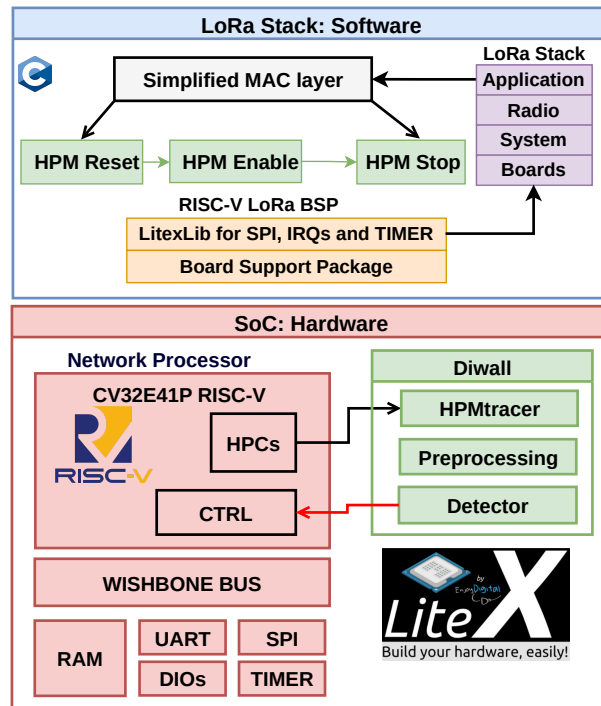 LoRa Stack: Software
C
LoRa Stack
Simplified MAC layer
Application
Radio
System
Boards
HPM Reset
HPM Enable
HPM Stop
RISC-V LoRa BSP
LitexLib for SPI, IRQs and TIMER
Board Support Package
SoC: Hardware
Network Processor
CV32E41P RISC-V
RISC-V
HPCs
CTRL
Diwall
HPMtracer
Preprocessing
Detector
WISHBONE BUS
RAM
UART
SPI
DIOs
TIMER
by
EnjoyDigital
LiteX
Build your hardware, easily!